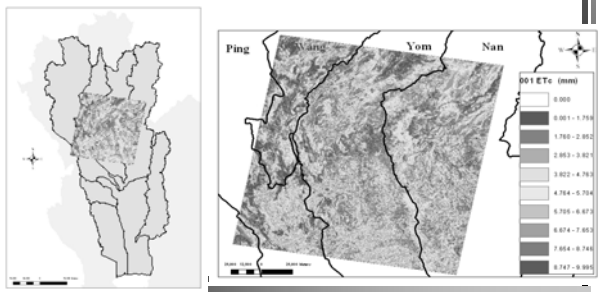 Ping
Wang
Yom
Nan
001 ETc (mm)
0.000
0.001 - 1.759
1.760 - 2.852
2.853 - 3.821
3.822 - 4.763
4.764 - 5.704
5.705 - 6.673
6.674 - 7.653
7.654 - 8.746
8.747 - 9.995